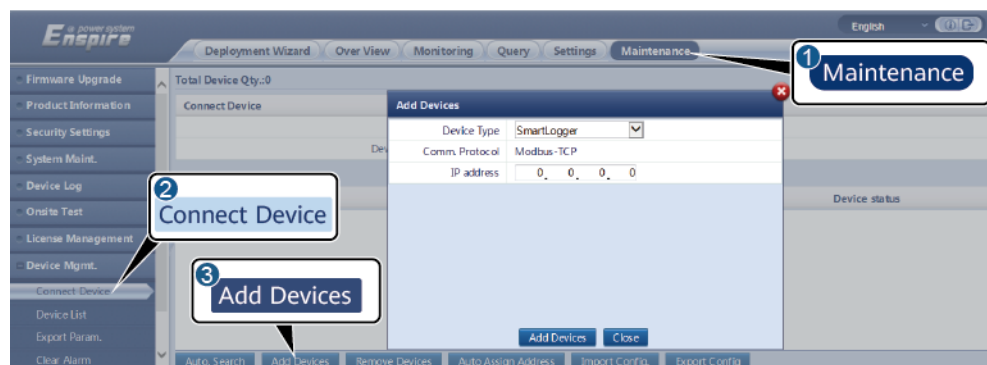 power system
Enspire
English
Deployment Wizard Over View Monitoring Query Settings Maintenance
1 Maintenance
Firmware Upgrade
Product Information
Security Settings
System Maint.
Device Log
Onsite Test
License Management
Device Mgmt.
Connect Device
Device List
Export Param.
Clear Alarm
Total Device Qty.:0
Connect Device
Dev
Device status
Add Devices
Device Type SmartLogger
Comm. Protocol Modbus-TCP
IP address 0. 0. 0. 0
Add Devices Close
2 Connect Device
3 Add Devices
Auto. Search Add Devices Remove Devices Auto Assign Address Import Config. Export Config